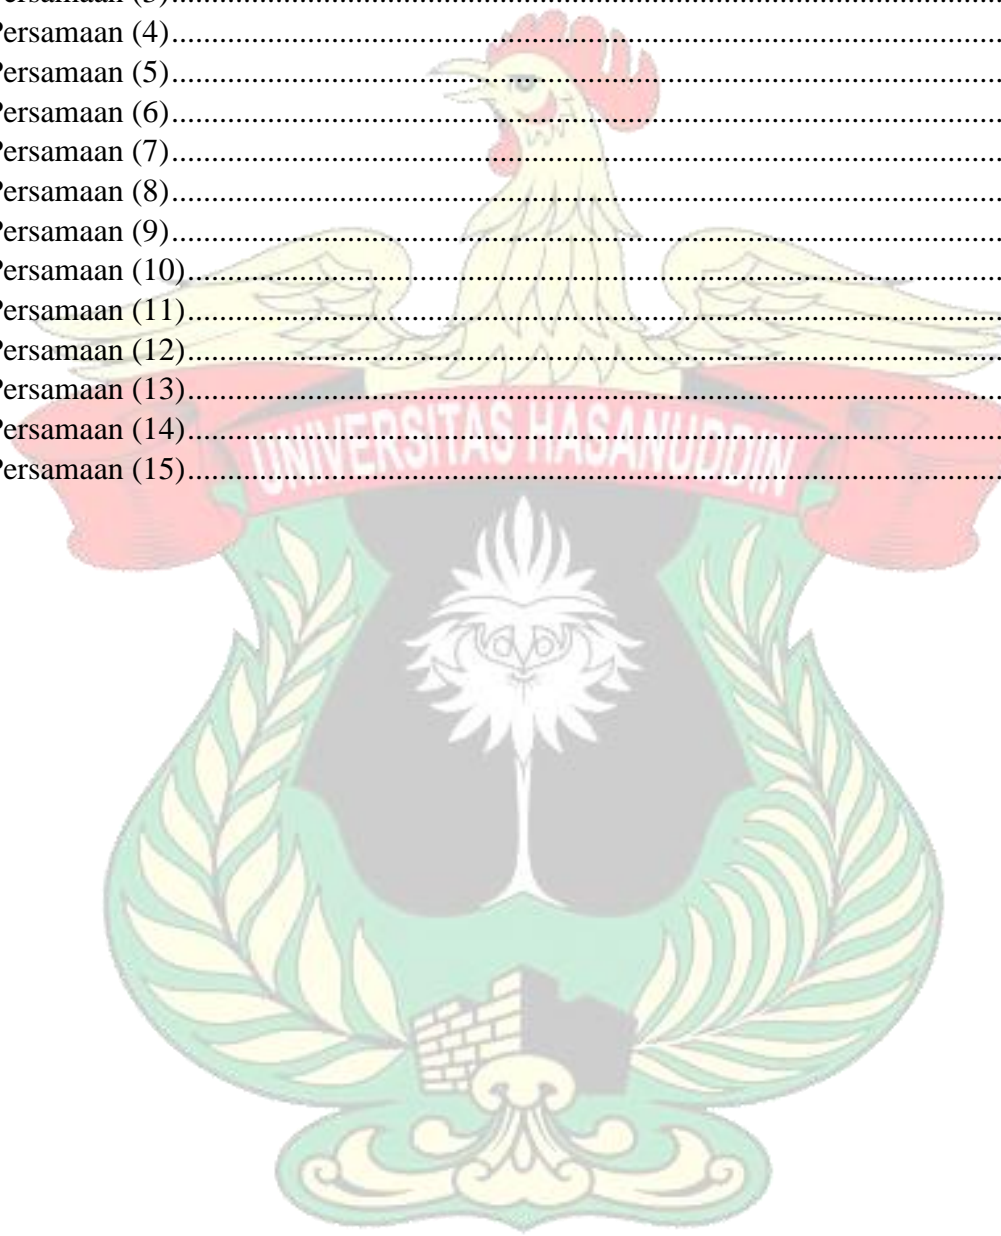 Persamaan (4)................................................................................................
Persamaan (5)................................................................................................
Persamaan (6)................................................................................................
Persamaan (7)................................................................................................
Persamaan (8)................................................................................................
Persamaan (9)................................................................................................
Persamaan (10)..............................................................................................
Persamaan (11)..............................................................................................
Persamaan (12)..............................................................................................
Persamaan (13)..............................................................................................
Persamaan (14)..............................................................................................
Persamaan (15)..............................................................................................
UNIVERSITAS HASANUDDIN